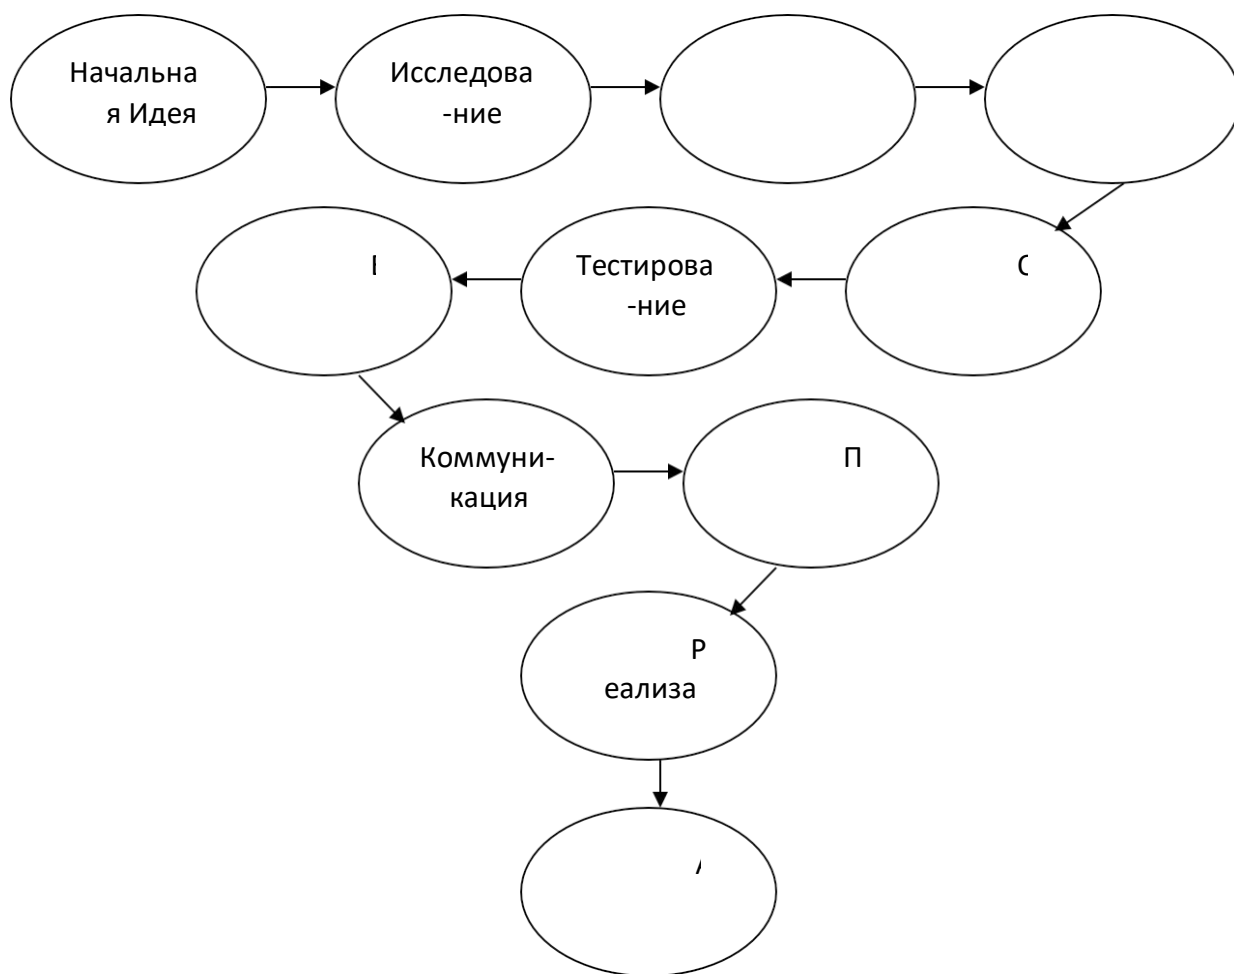 Начальна
я Идея
Исследова
-ние
Тестирова
-ние
Коммуни-
кация
П
Р
еализа